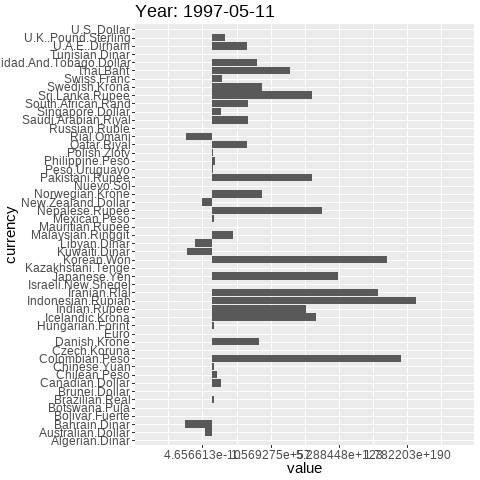 Year: 1997-05-11
U.S. Dollar
U.K. Pound Sterling
U.A.E. Dirham
Tunisian Dinar
idad.And.Tobago.Dollar
Thai.Baht
Swiss.Franc
Swedish.Krona
Sri.Lanka.Rupee
South.African.Rand
Singapore.Dollar
Saudi.Arabian.Riyal
Russian.Ruble
Rial.Omani
Qatar.Riyal
Polish.Zloty
Philippine.Peso
Peso.Uruguayo
Pakistani.Rupee
Nuevo.Sol
Norwegian.Krone
New.Zealand.Dollar
Nepalese.Rupee
Mexican.Peso
Mauritian.Rupee
Malaysian.Ringgit
Libyan.Dinar
Kuwaiti.Dinar
Korean.Won
Kazakhstani.Tenge
Japanese.Yen
Israeli.New.Sheqel
Iranian.Rial
Indonesian.Rupiah
Indian.Rupee
Icelandic.Krona
Hungarian.Forint
Euro
Danish.Krone
Czech.Koruna
Colombian.Peso
Chinese.Yuan
Chilean.Peso
Canadian.Dollar
Brunei.Dollar
Brazilian.Real
Botswana.Pula
Bolivar.Fuerte
Bahrain.Dinar
Australian.Dollar
Algerian.Dinar
currency
value